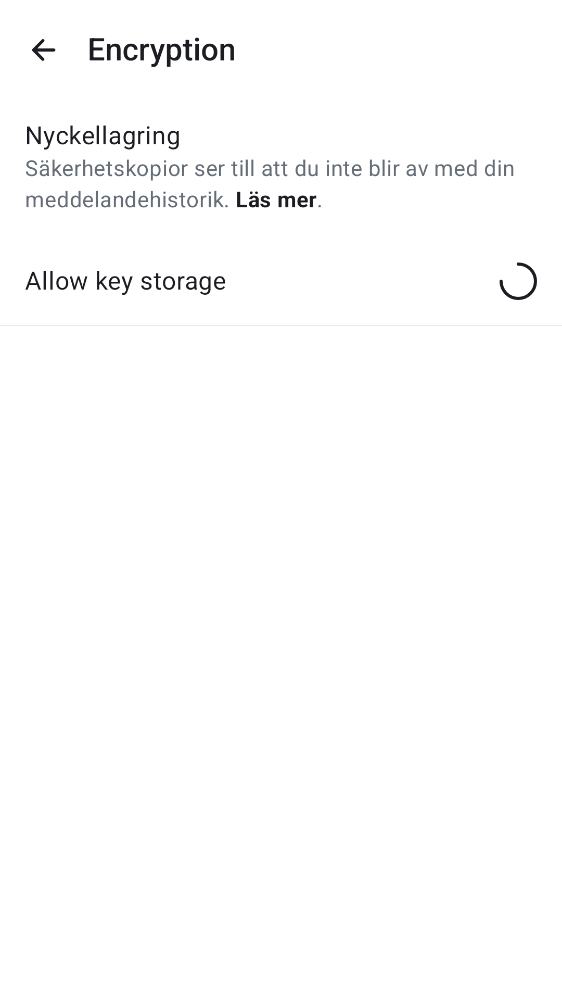 Encryption
Nyckellagring
Säkerhetskopior ser till att du inte blir av med din
meddelandehistorik. Läs mer.
Allow key storage